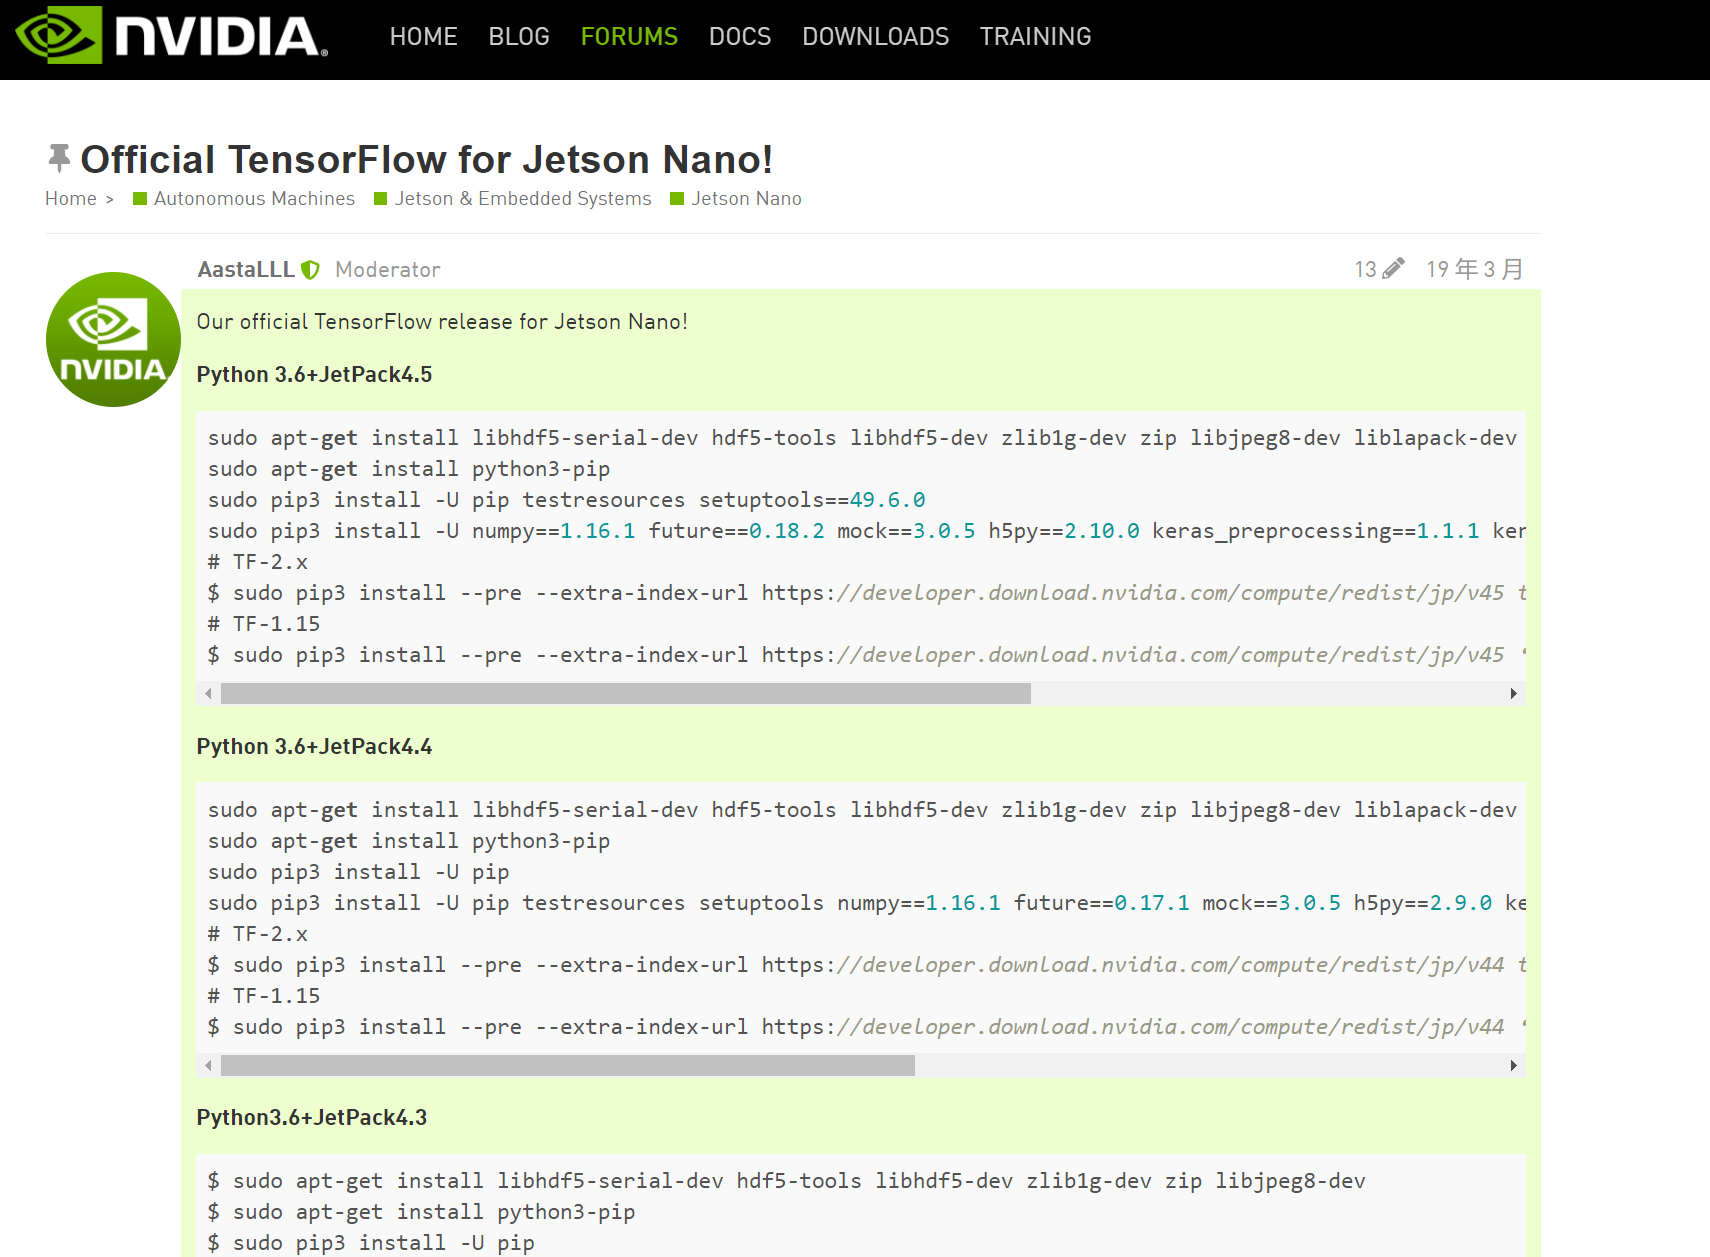 NVIDIA® HOME BLOG FORUMS DOCS DOWNLOADS TRAINING
Official TensorFlow for Jetson Nano!
Home > Autonomous Machines Jetson & Embedded Systems Jetson Nano
AastaLLL Moderator 13 19 年 3 月
NVIDIA
Our official TensorFlow release for Jetson Nano!
Python 3.6+JetPack4.5
sudo apt-get install libhdf5-serial-dev hdf5-tools libhdf5-dev zlib1g-dev zip libjpeg8-dev liblapack-dev
sudo apt-get install python3-pip
sudo pip3 install -U pip testresources setuptools==49.6.0
sudo pip3 install -U numpy==1.16.1 future==0.18.2 mock==3.0.5 h5py==2.10.0 keras_preprocessing==1.1.1 ker
# TF-2.x
$ sudo pip3 install --pre --extra-index-url https://developer.download.nvidia.com/compute/redist/jp/v45 t
# TF-1.15
$ sudo pip3 install --pre --extra-index-url https://developer.download.nvidia.com/compute/redist/jp/v45 ‘
Python 3.6+JetPack4.4
sudo apt-get install libhdf5-serial-dev hdf5-tools libhdf5-dev zlib1g-dev zip libjpeg8-dev liblapack-dev
sudo apt-get install python3-pip
sudo pip3 install -U pip
sudo pip3 install -U pip testresources setuptools numpy==1.16.1 future==0.17.1 mock==3.0.5 h5py==2.9.0 ke
# TF-2.x
$ sudo pip3 install --pre --extra-index-url https://developer.download.nvidia.com/compute/redist/jp/v44 t
# TF-1.15
$ sudo pip3 install --pre --extra-index-url https://developer.download.nvidia.com/compute/redist/jp/v44 ‘
Python3.6+JetPack4.3
$ sudo apt-get install libhdf5-serial-dev hdf5-tools libhdf5-dev zlib1g-dev zip libjpeg8-dev
$ sudo apt-get install python3-pip
$ sudo pip3 install -U pip